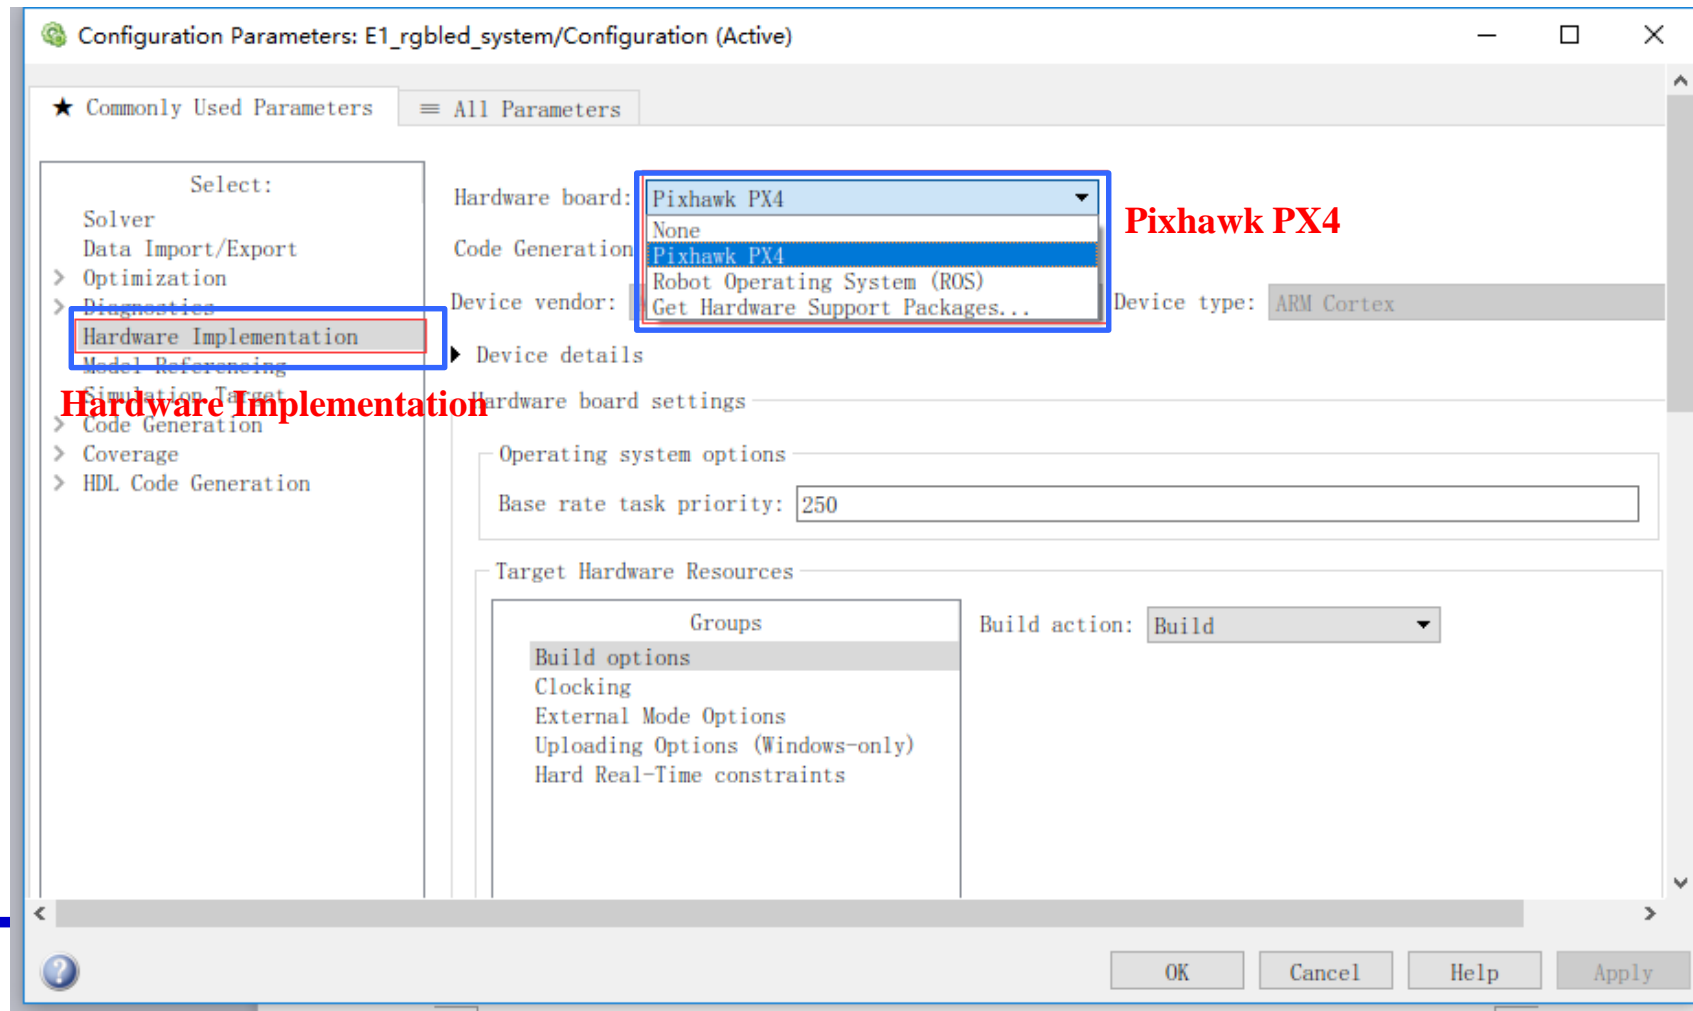 Configuration Parameters: E1_rgbled_system/Configuration (Active)
★ Commonly Used Parameters
≡ All Parameters
Select:
Solver
Data Import/Export
Optimization
Diagnostics
Hardware Implementation
Model Referencing
Simulation Target
Hardware Implementation
Code Generation
Coverage
HDL Code Generation
Hardware board: Pixhawk PX4
None
Pixhawk PX4
Robot Operating System (ROS)
Get Hardware Support Packages...
Pixhawk PX4
Code Generation
Device vendor:
Device type: ARM Cortex
Device details
Hardware board settings
Operating system options
Base rate task priority: 250
Target Hardware Resources
Groups
Build options
Clocking
External Mode Options
Uploading Options (Windows-only)
Hard Real-Time constraints
Build action: Build
OK Cancel Help Apply